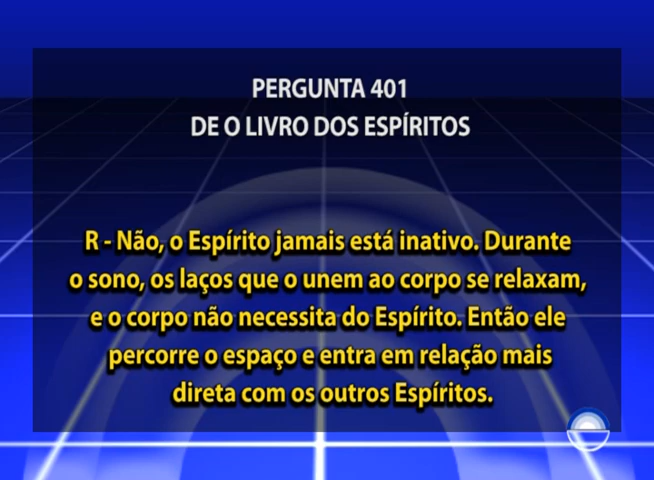 PERGUNTA 401
DE O LIVRO DOS ESPÍRITOS
R - Não, o Espírito jamais está inativo. Durante
o sono, os laços que o unem ao corpo se relaxam,
e o corpo não necessita do Espírito. Então ele
percorre o espaço e entra em relação mais
direta com os outros Espíritos.